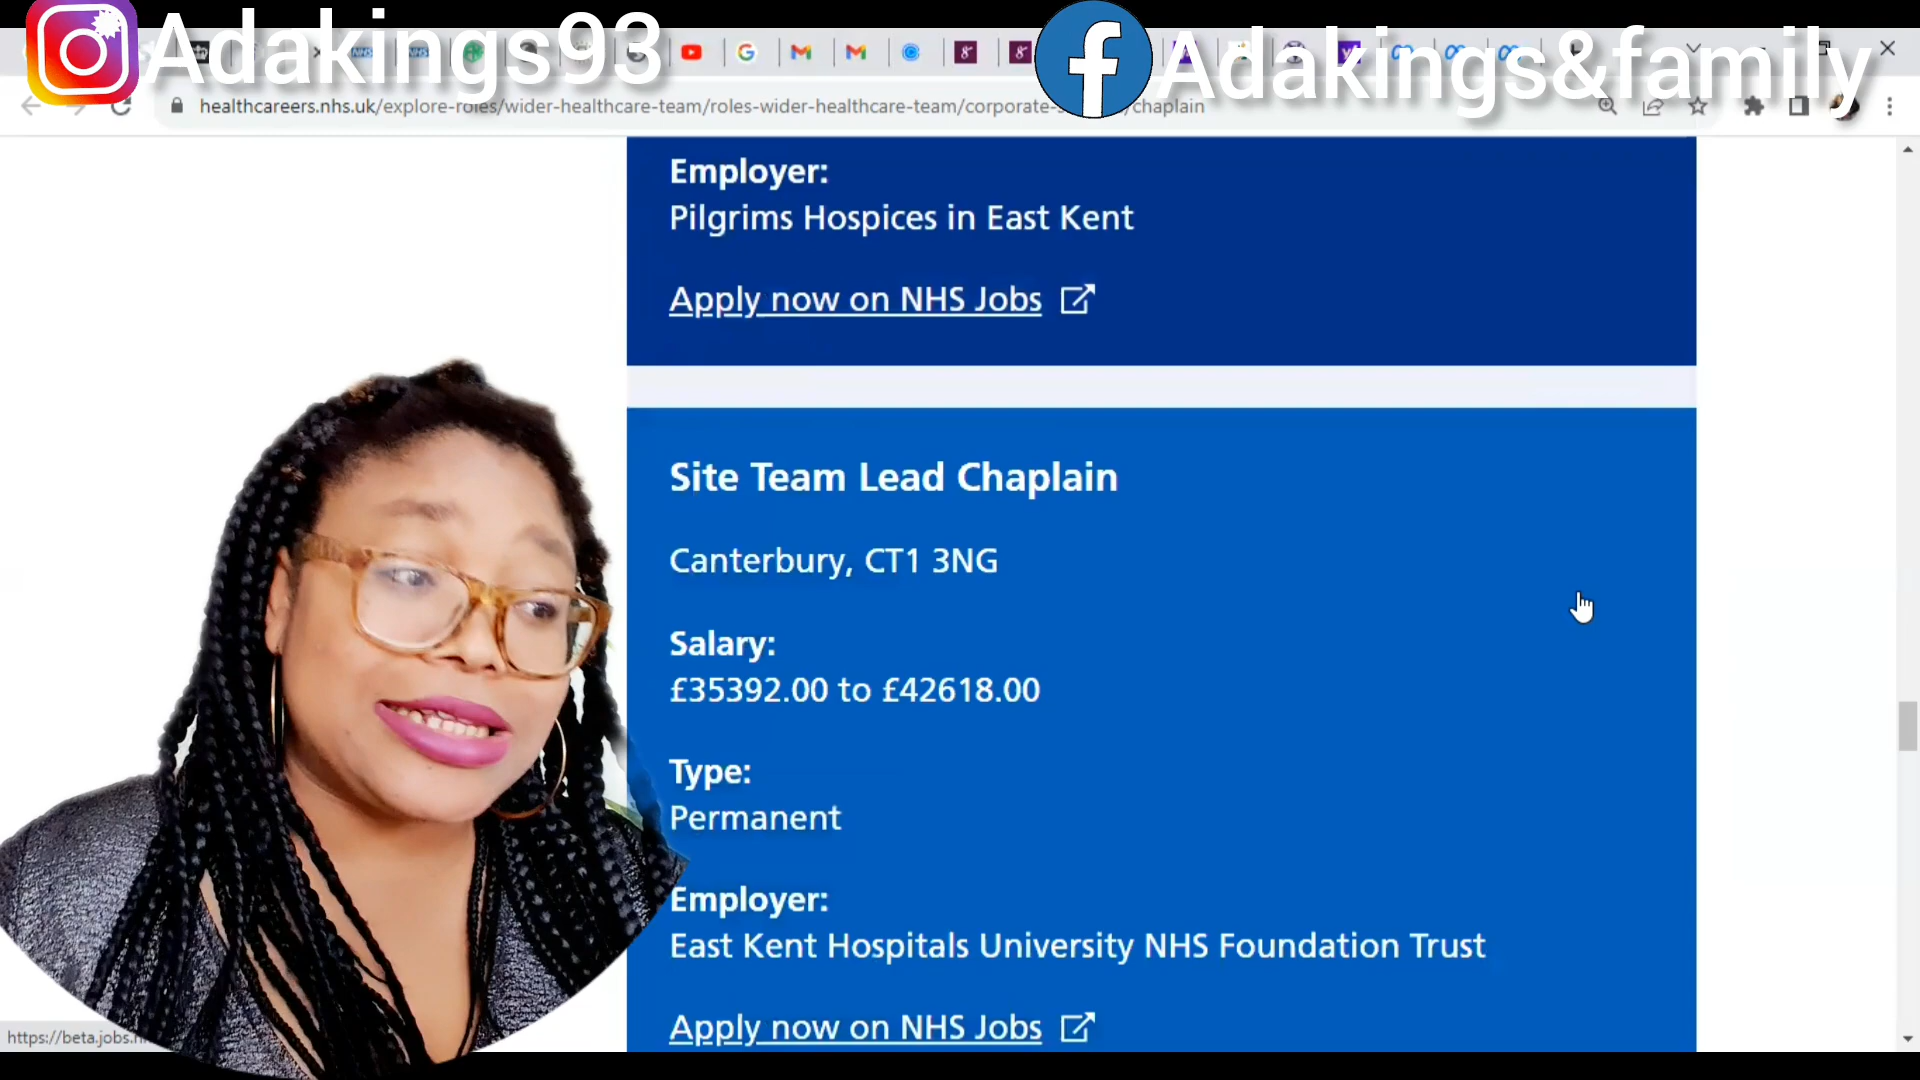 Adakings93
Adakings&family
healthcareers.nhs.uk/explore-roles/wider-healthcare-team/roles-wider-healthcare-team/corporate-
/chaplain
Employer:
Pilgrims Hospices in East Kent
Apply now on NHS Jobs
Site Team Lead Chaplain
Canterbury, CT1 3NG
Salary:
£35392.00 to £42618.00
Type:
Permanent
Employer:
East Kent Hospitals University NHS Foundation Trust
Apply now on NHS Jobs
https://beta.jobs.